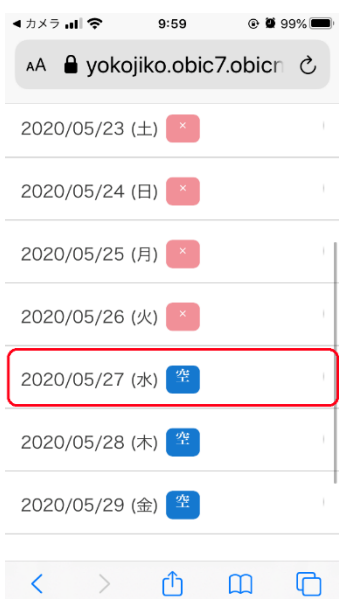 ◀カメラ 9:59 99%
AA yokojiko.obic7.obicn
2020/05/23 (土) ×
2020/05/24 (日) ×
2020/05/25 (月) ×
2020/05/26 (火) ×
2020/05/27 (水) 空
2020/05/28 (木) 空
2020/05/29 (金) 空